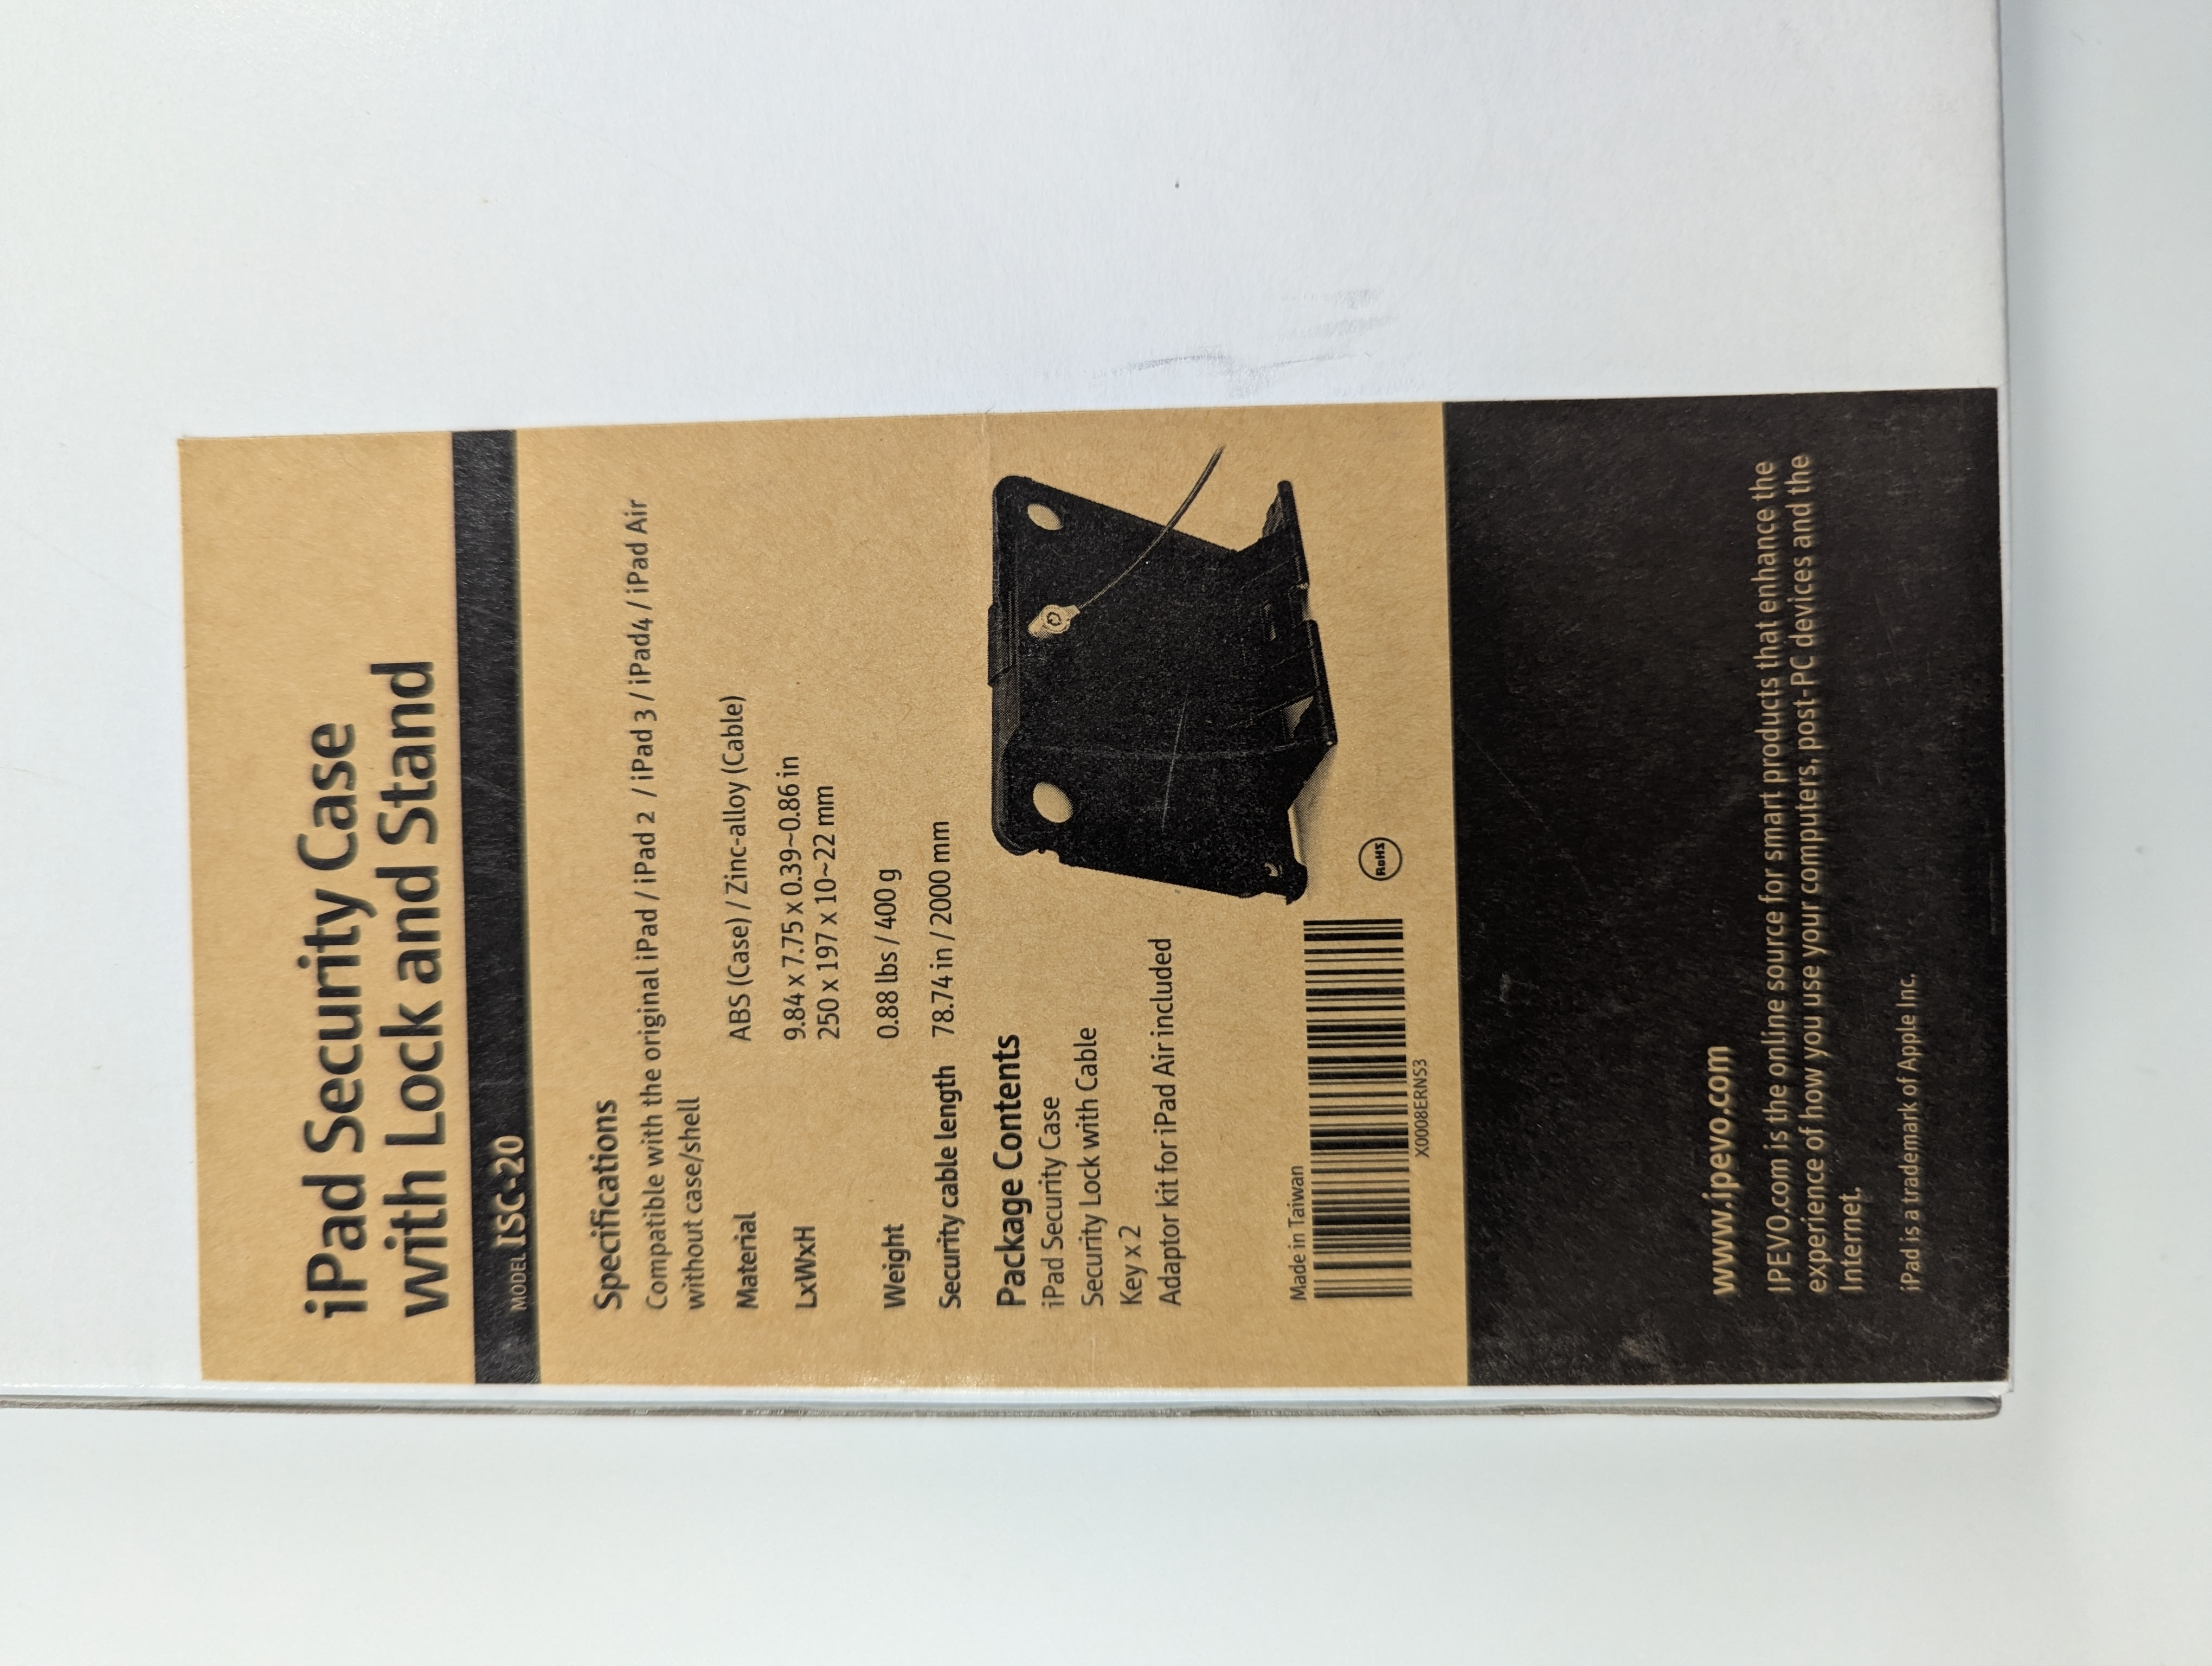 iPad Security Case
with Lock and Stand
MODEL ISC-20
Specifications
Compatible with the original iPad / iPad 2 / iPad 3 / iPad4 / iPad Air
without case/shell
Material ABS (Case) / Zinc-alloy (Cable)
LxWxH 9.84 x 7.75 x 0.39~0.86 in
250 x 197 x 10~22 mm
Weight 0.88 lbs / 400 g
Security cable length 78.74 in / 2000 mm
Package Contents
iPad Security Case
Security Lock with Cable
Key x 2
Adaptor kit for iPad Air included
Made in Taiwan
X0008ERNS3
RoHS
www.ipevo.com
IPEVO.com is the online source for smart products that enhance the
experience of how you use your computers, post-PC devices and the
Internet.
iPad is a trademark of Apple Inc.